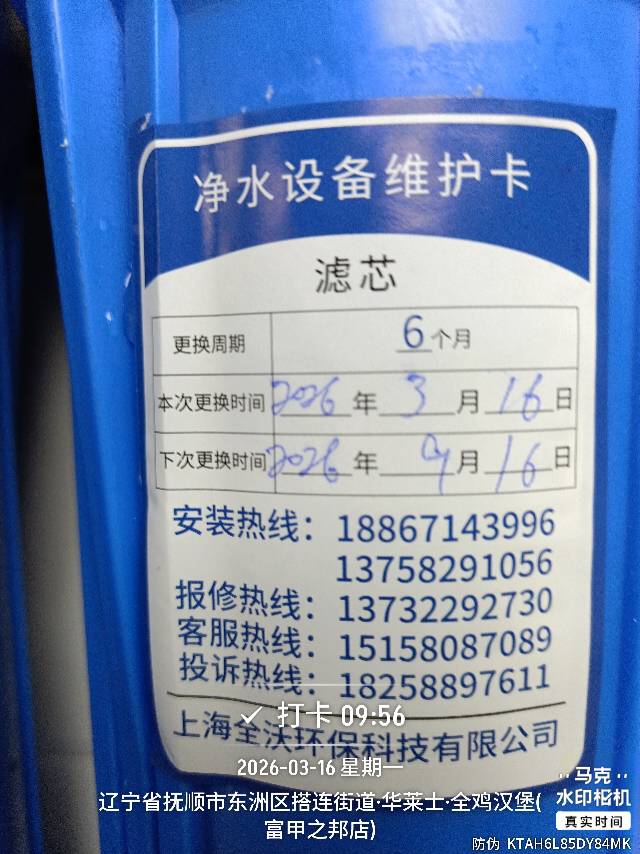 净水设备维护卡
滤芯
更换周期 6个月
本次更换时间 2026年3月16日
下次更换时间 2026年9月16日
安装热线：18867143996
13758291056
报修热线：13732292730
客服热线：15158087089
投诉热线：18258897611
上海全沃环保科技有限公司
打卡 09:56
2026-03-16 星期一
辽宁省抚顺市东洲区搭连街道·华莱士·全鸡汉堡(
富甲之邦店)
马克
水印相机
真实时间
防伪 KTAH6L85DY84MK